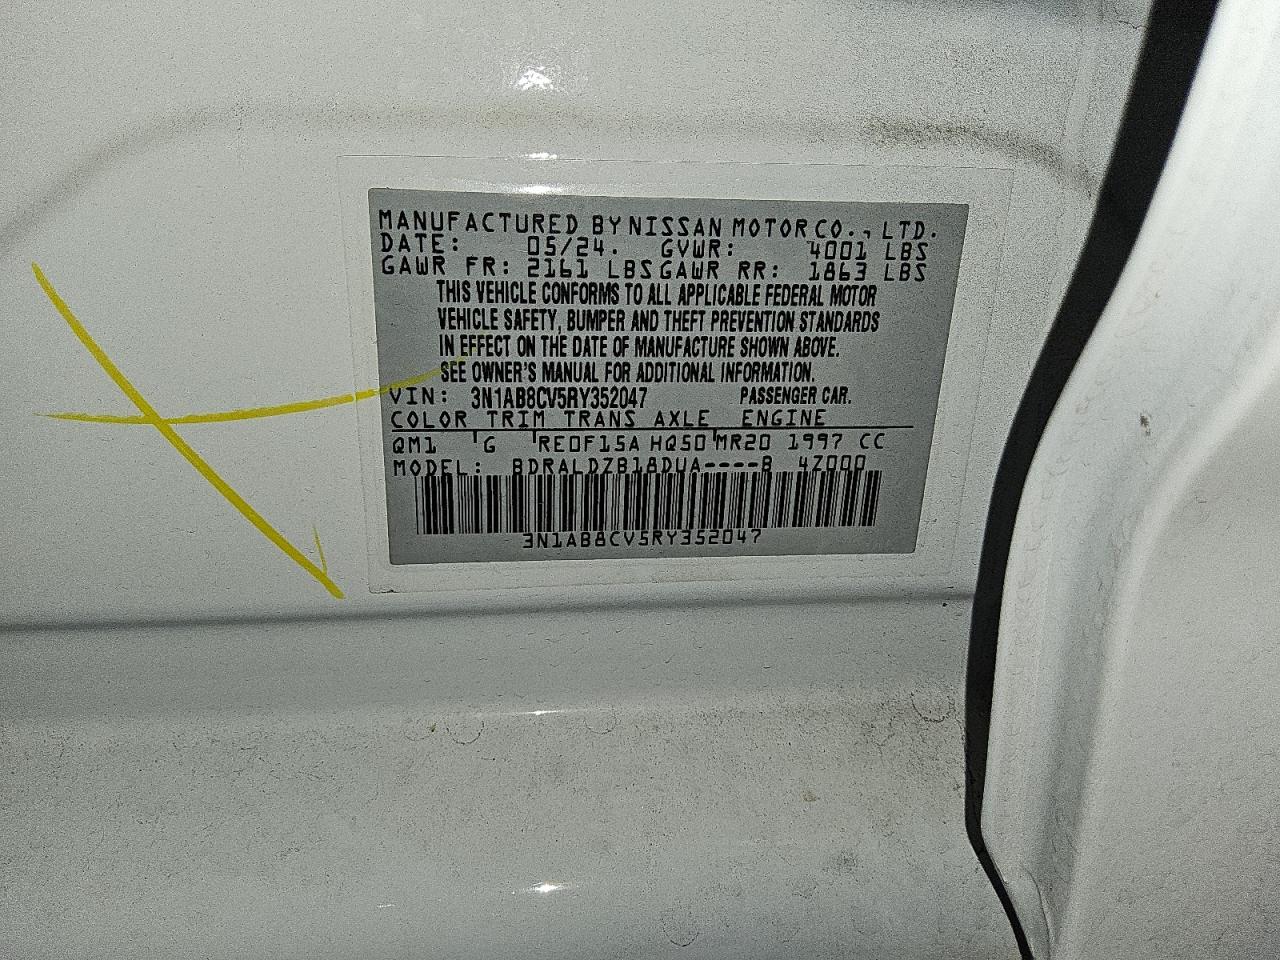 MANUFACTURED BY NISSAN MOTOR CO., LTD.
DATE: 05/24. GVWR: 4001 LBS
GAWR FR: 2161 LBS GAWR RR: 1863 LBS
THIS VEHICLE CONFORMS TO ALL APPLICABLE FEDERAL MOTOR
VEHICLE SAFETY, BUMPER AND THEFT PREVENTION STANDARDS
IN EFFECT ON THE DATE OF MANUFACTURE SHOWN ABOVE.
SEE OWNER'S MANUAL FOR ADDITIONAL INFORMATION.
VIN: 3N1AB8CV5RY352047 PASSENGER CAR.
COLOR TRIM TRANS AXLE ENGINE
QM1 G RE0F15A HQ50 MR20 1997 CC
MODEL: BDRALDZB18DUA----B 4Z000
3N1AB8CV5RY352047